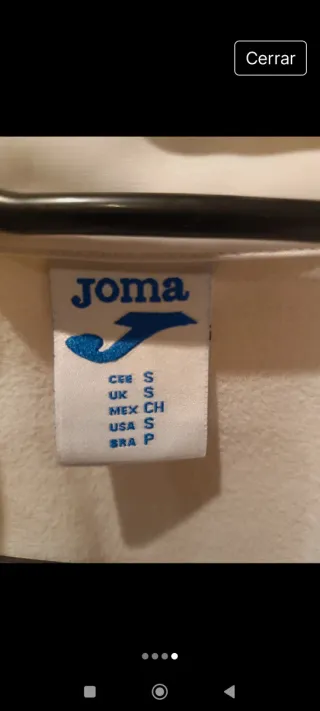 Cerrar
Joma
CEE S
UK S
MEX CH
USA S
BRA P